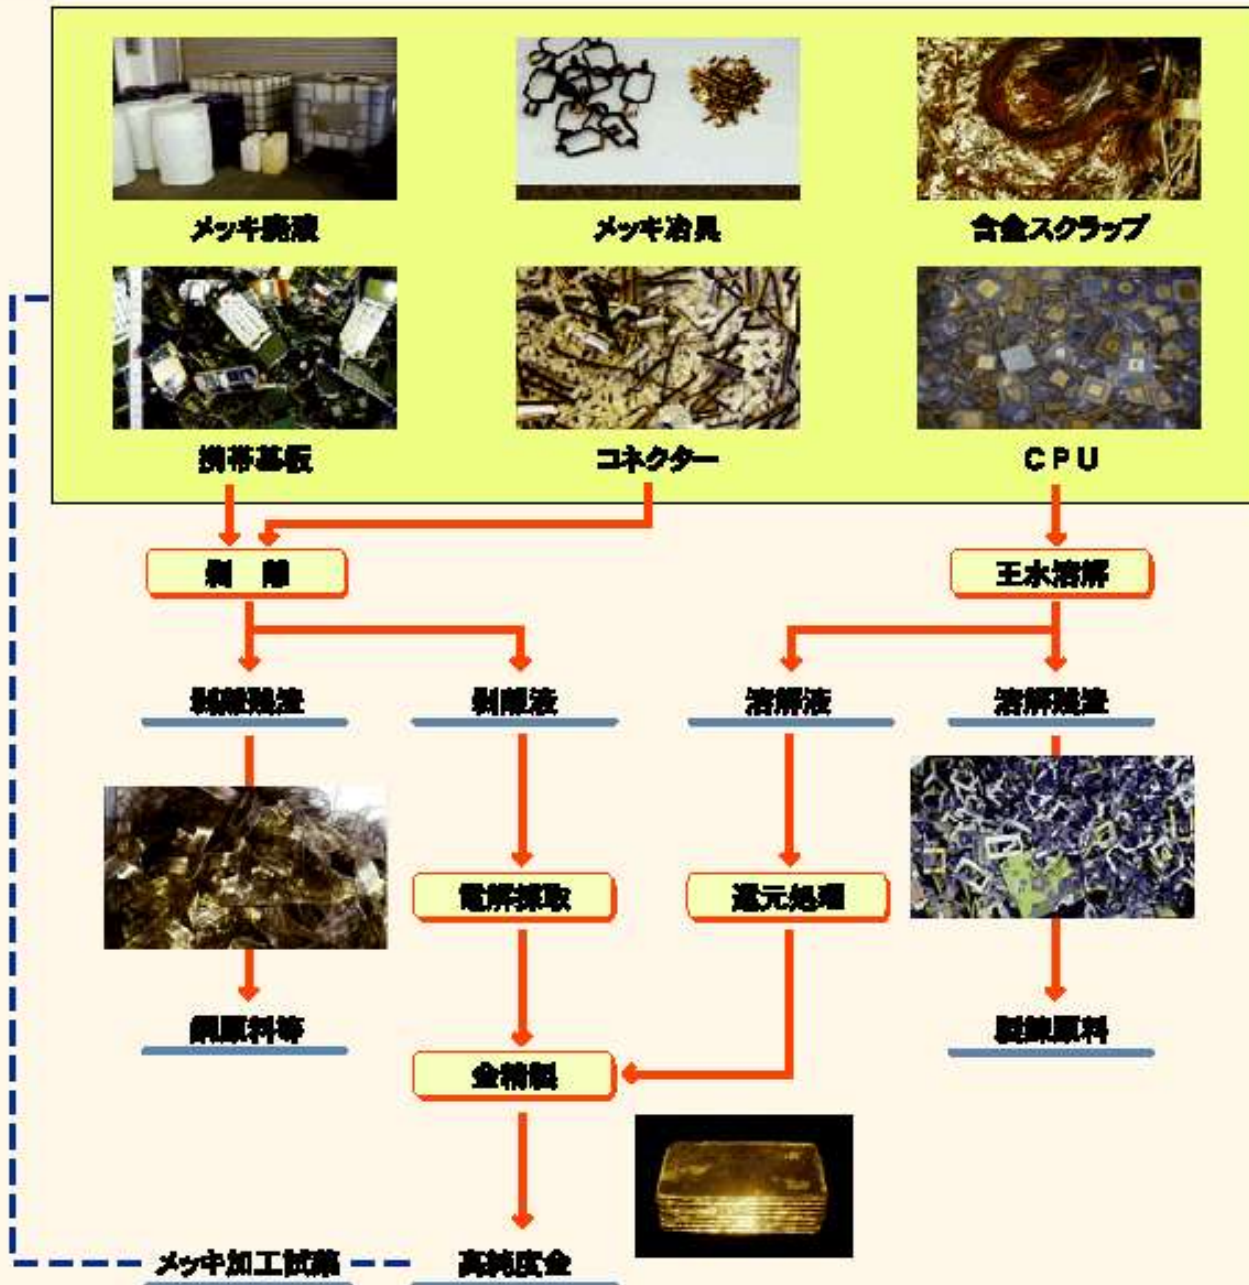 メッキ廃液
メッキ冶具
含金スクラップ
携帯基板
コネクター
CPU
剥 離
王水溶解
剥離残渣
剥離液
溶解液
溶解残渣
電解採取
還元処理
銅原料等
製錬原料
金精製
メッキ加工試薬
高純度金